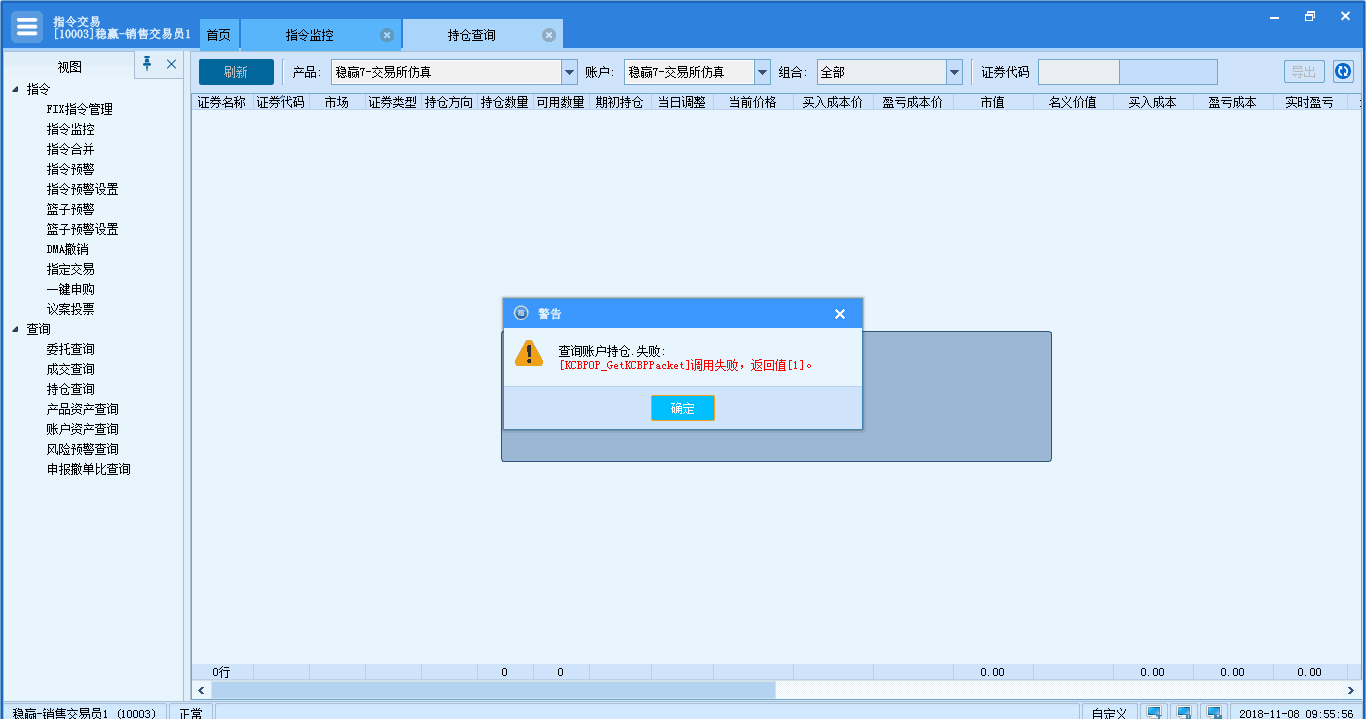 指令交易
[10003]稳赢-销售交易员1
首页
指令监控
持仓查询
视图
刷新
产品:
稳赢7-交易所仿真
账户:
稳赢7-交易所仿真
组合:
全部
证券代码
导出
指令
FIX指令管理
指令监控
指令合并
指令预警
指令预警设置
篮子预警
篮子预警设置
DMA撤销
指定交易
一键申购
议案投票
查询
委托查询
成交查询
持仓查询
产品资产查询
账户资产查询
风险预警查询
申报撤单比查询
证券名称 证券代码 市场 证券类型 持仓方向 持仓数量 可用数量 期初持仓 当日调整 当前价格 买入成本价 盈亏成本价 市值 名义价值 买入成本 盈亏成本 实时盈亏
警告
查询账户持仓.失败:
[KCBPOP_GetKCBPPacket]调用失败，返回值[1]。
确定
0行 0 0 0.00 0.00 0.00 0.00
稳赢-销售交易员1 (10003) 正常 自定义 2018-11-08 09:55:56